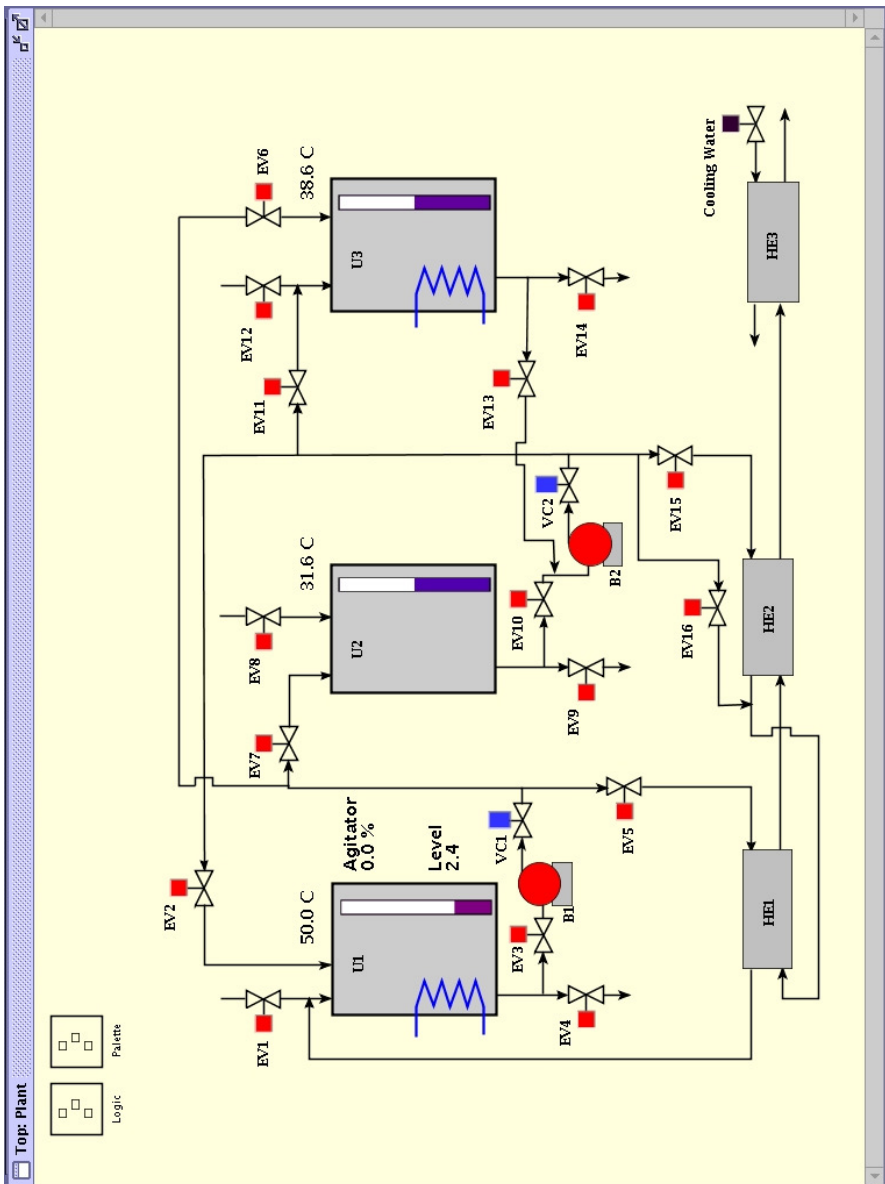 Top: Plant
Logic
Palette
EV2
EV1
50.0 C
U1
Agitator
0.0 %
Level
2.4
EV3
EV4
B1
VC1
EV5
HE1
EV7
EV8
31.6 C
U2
EV9
EV10
B2
VC2
EV16
EV15
HE2
EV11
EV12
EV6
38.6 C
U3
EV13
EV14
Cooling Water
HE3